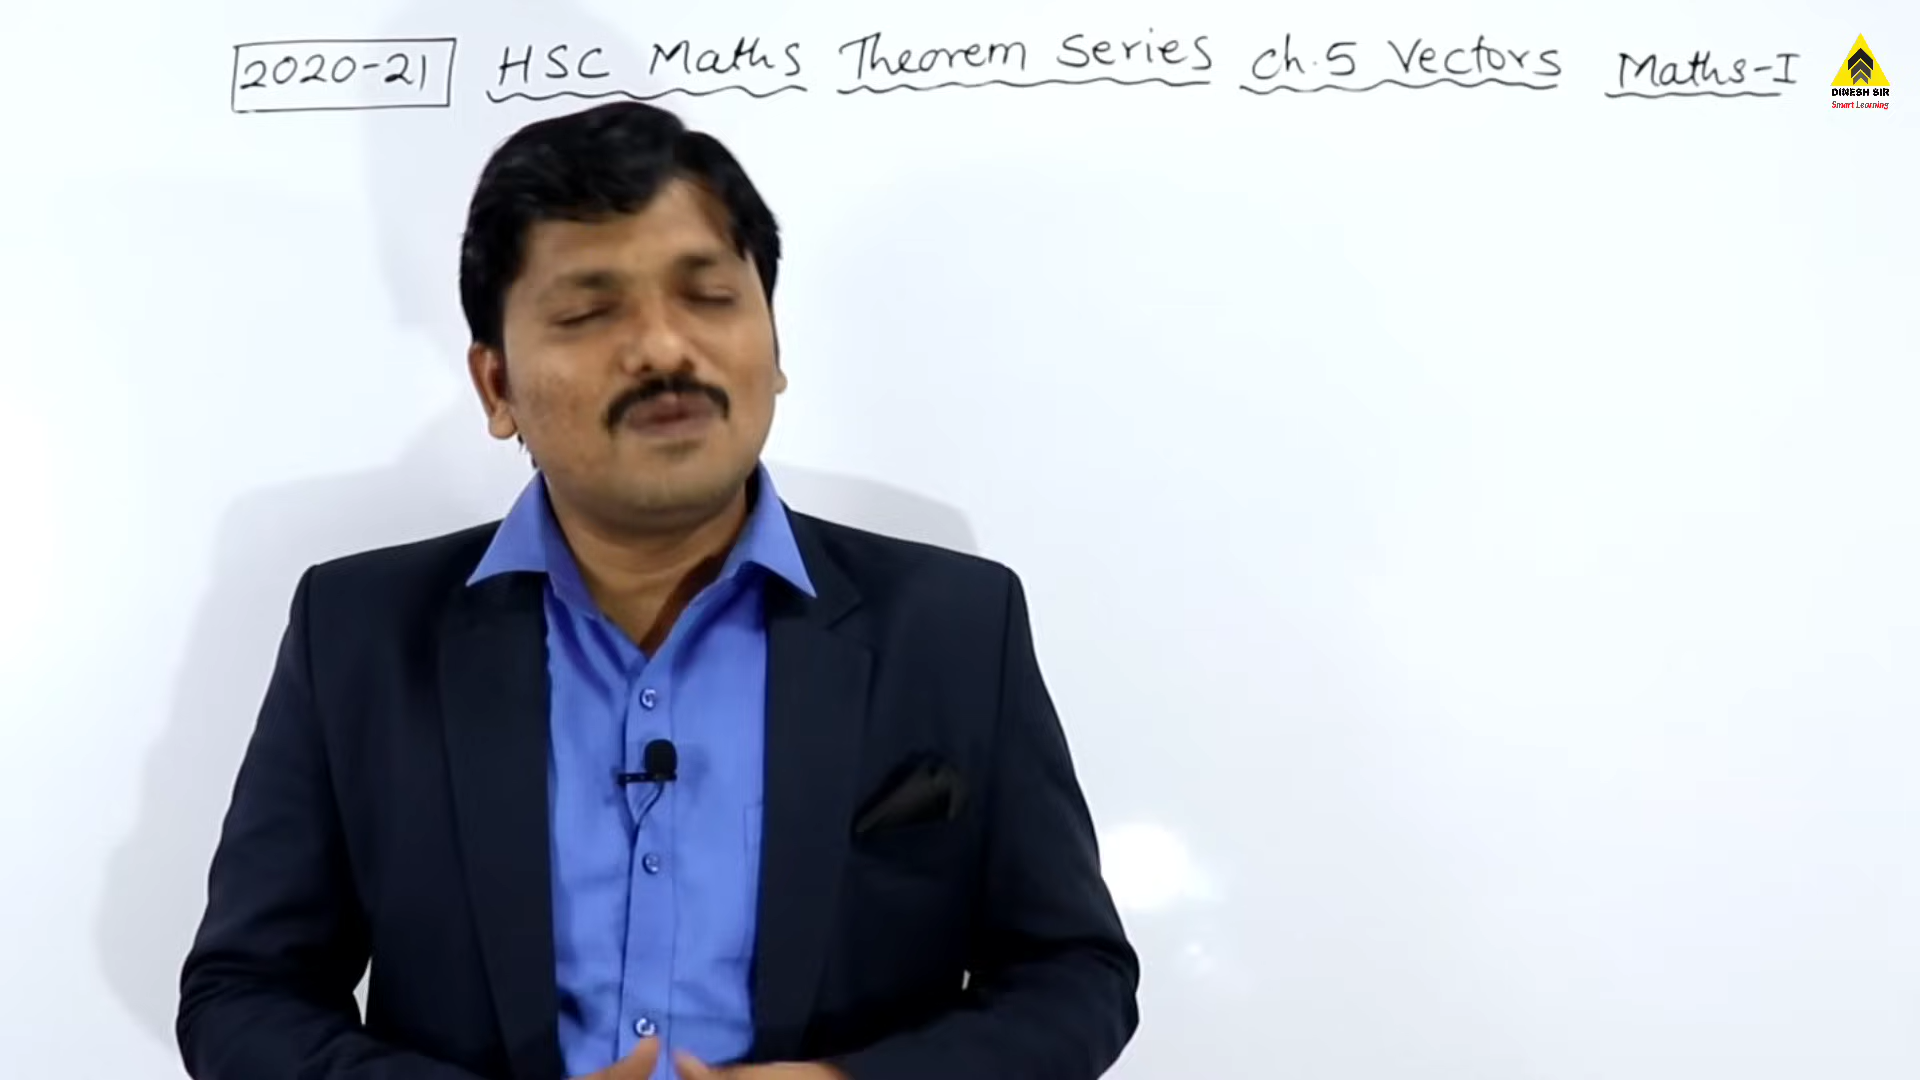 2020-21 HSC Maths Theorem Series Ch.5 Vectors Maths-I
DINESH SIR
Smart Learning